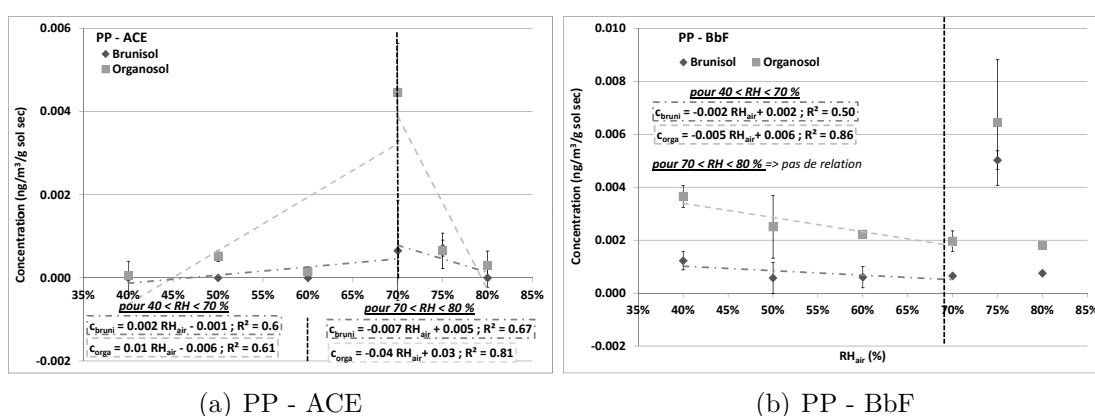 PP - ACE
Brunisol
Organosol
Concentration (ng/m³/g sol sec)
0.006
0.004
0.002
0.000
-0.002
35% 40% 45% 50% 55% 60% 65% 70% 75% 80% 85%
pour 40 < RH < 70 %
c_bruni = 0.002 RH_air - 0.001 ; R² = 0.6
c_orga = 0.01 RH_air - 0.006 ; R² = 0.61
pour 70 < RH < 80 %
c_bruni = -0.007 RH_air + 0.005 ; R² = 0.67
c_orga = -0.04 RH_air + 0.03 ; R² = 0.81
(a) PP - ACE
PP - BbF
Brunisol Organosol
Concentration (ng/m³/g sol sec)
0.010
0.008
0.006
0.004
0.002
0.000
-0.002
pour 40 < RH < 70 %
c_bruni = -0.002 RH_air + 0.002 ; R² = 0.50
c_orga = -0.005 RH_air + 0.006 ; R² = 0.86
pour 70 < RH < 80 % => pas de relation
35% 40% 45% 50% 55% 60% 65% 70% 75% 80% 85%
RH_air (%)
(b) PP - BbF